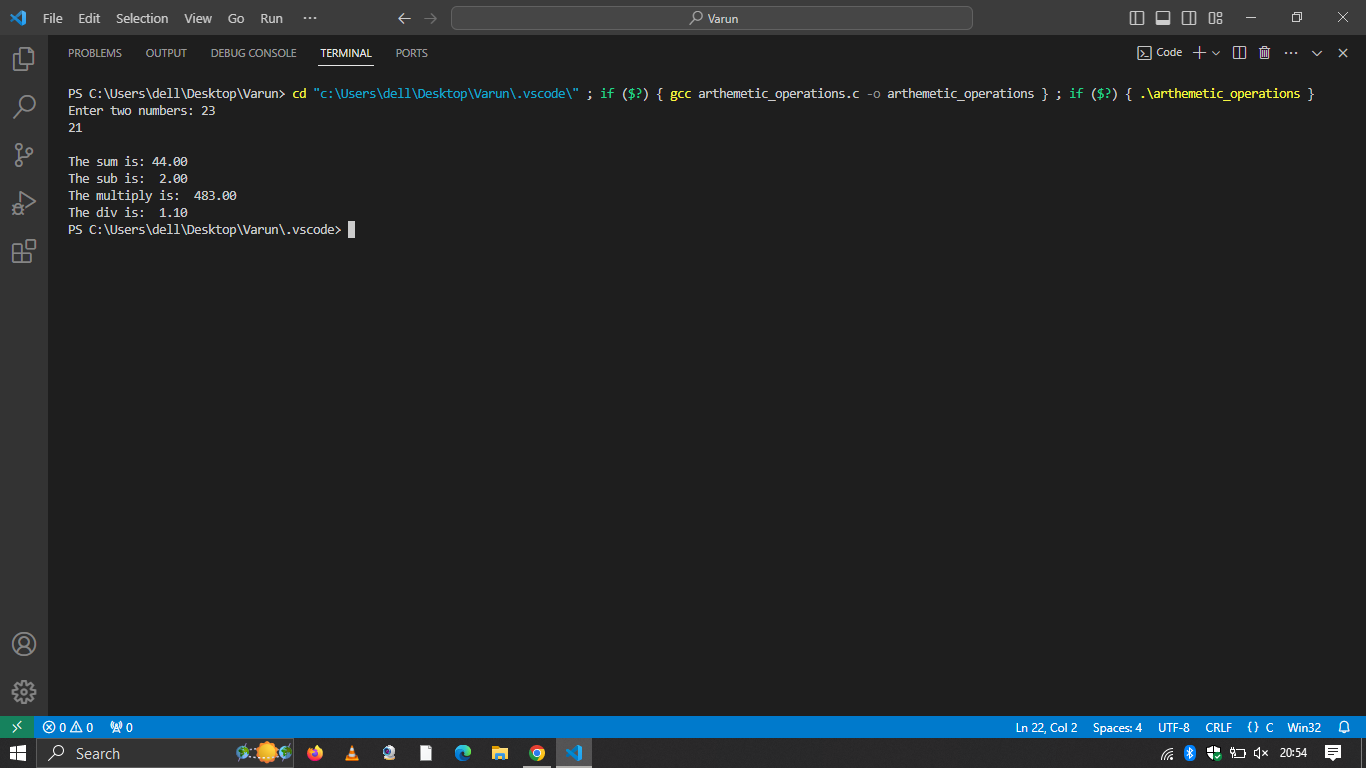 File Edit Selection View Go Run ··· Varun
PROBLEMS OUTPUT DEBUG CONSOLE TERMINAL PORTS Code
PS C:\Users\dell\Desktop\Varun> cd "c:\Users\dell\Desktop\Varun\.vscode\" ; if ($?) { gcc arthemetic_operations.c -o arthemetic_operations } ; if ($?) { .\arthemetic_operations }
Enter two numbers: 23
21
The sum is: 44.00
The sub is:  2.00
The multiply is:  483.00
The div is:  1.10
PS C:\Users\dell\Desktop\Varun\.vscode>
0 0 0 Ln 22, Col 2 Spaces: 4 UTF-8 CRLF {} C Win32
Search 20:54